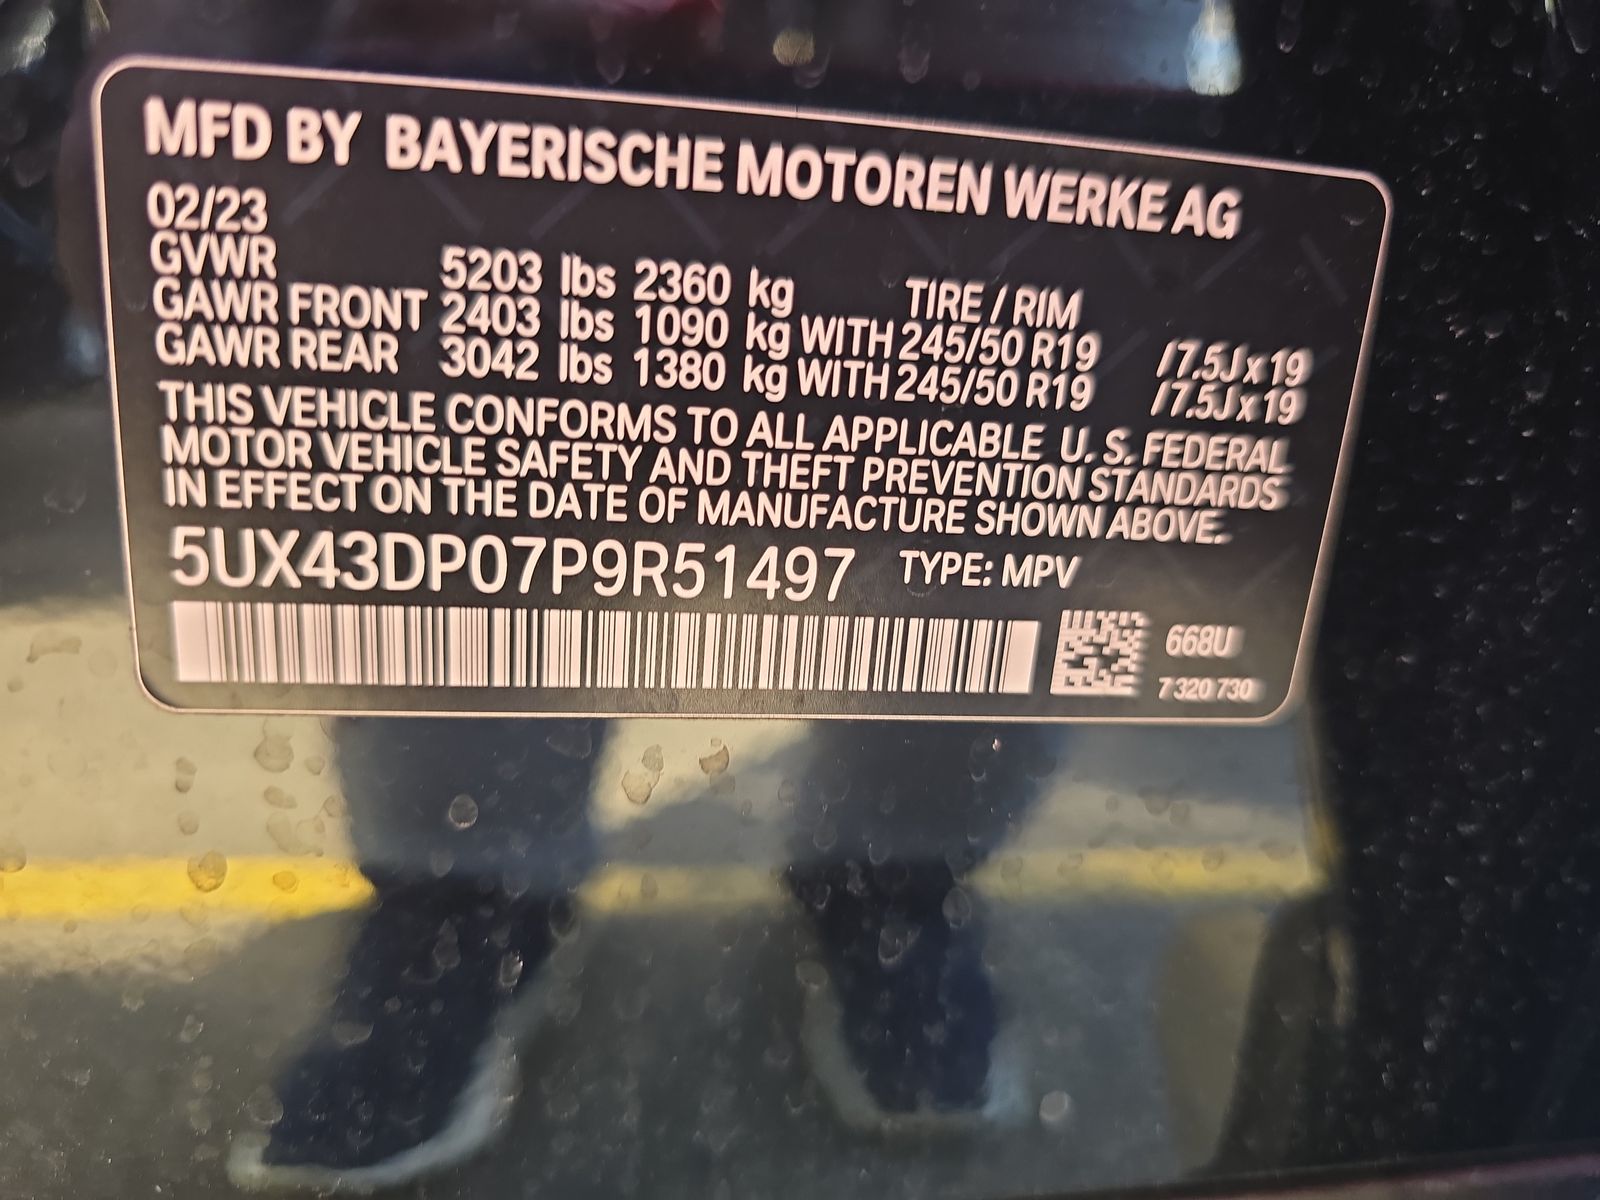 MFD BY BAYERISCHE MOTOREN WERKE AG
02/23
GVWR 5203 lbs 2360 kg TIRE / RIM
GAWR FRONT 2403 lbs 1090 kg WITH 245/50 R19 /7.5Jx19
GAWR REAR 3042 lbs 1380 kg WITH 245/50 R19 /7.5Jx19
THIS VEHICLE CONFORMS TO ALL APPLICABLE U. S. FEDERAL
MOTOR VEHICLE SAFETY AND THEFT PREVENTION STANDARDS
IN EFFECT ON THE DATE OF MANUFACTURE SHOWN ABOVE.
5UX43DP07P9R51497 TYPE: MPV
668U
7 320 730